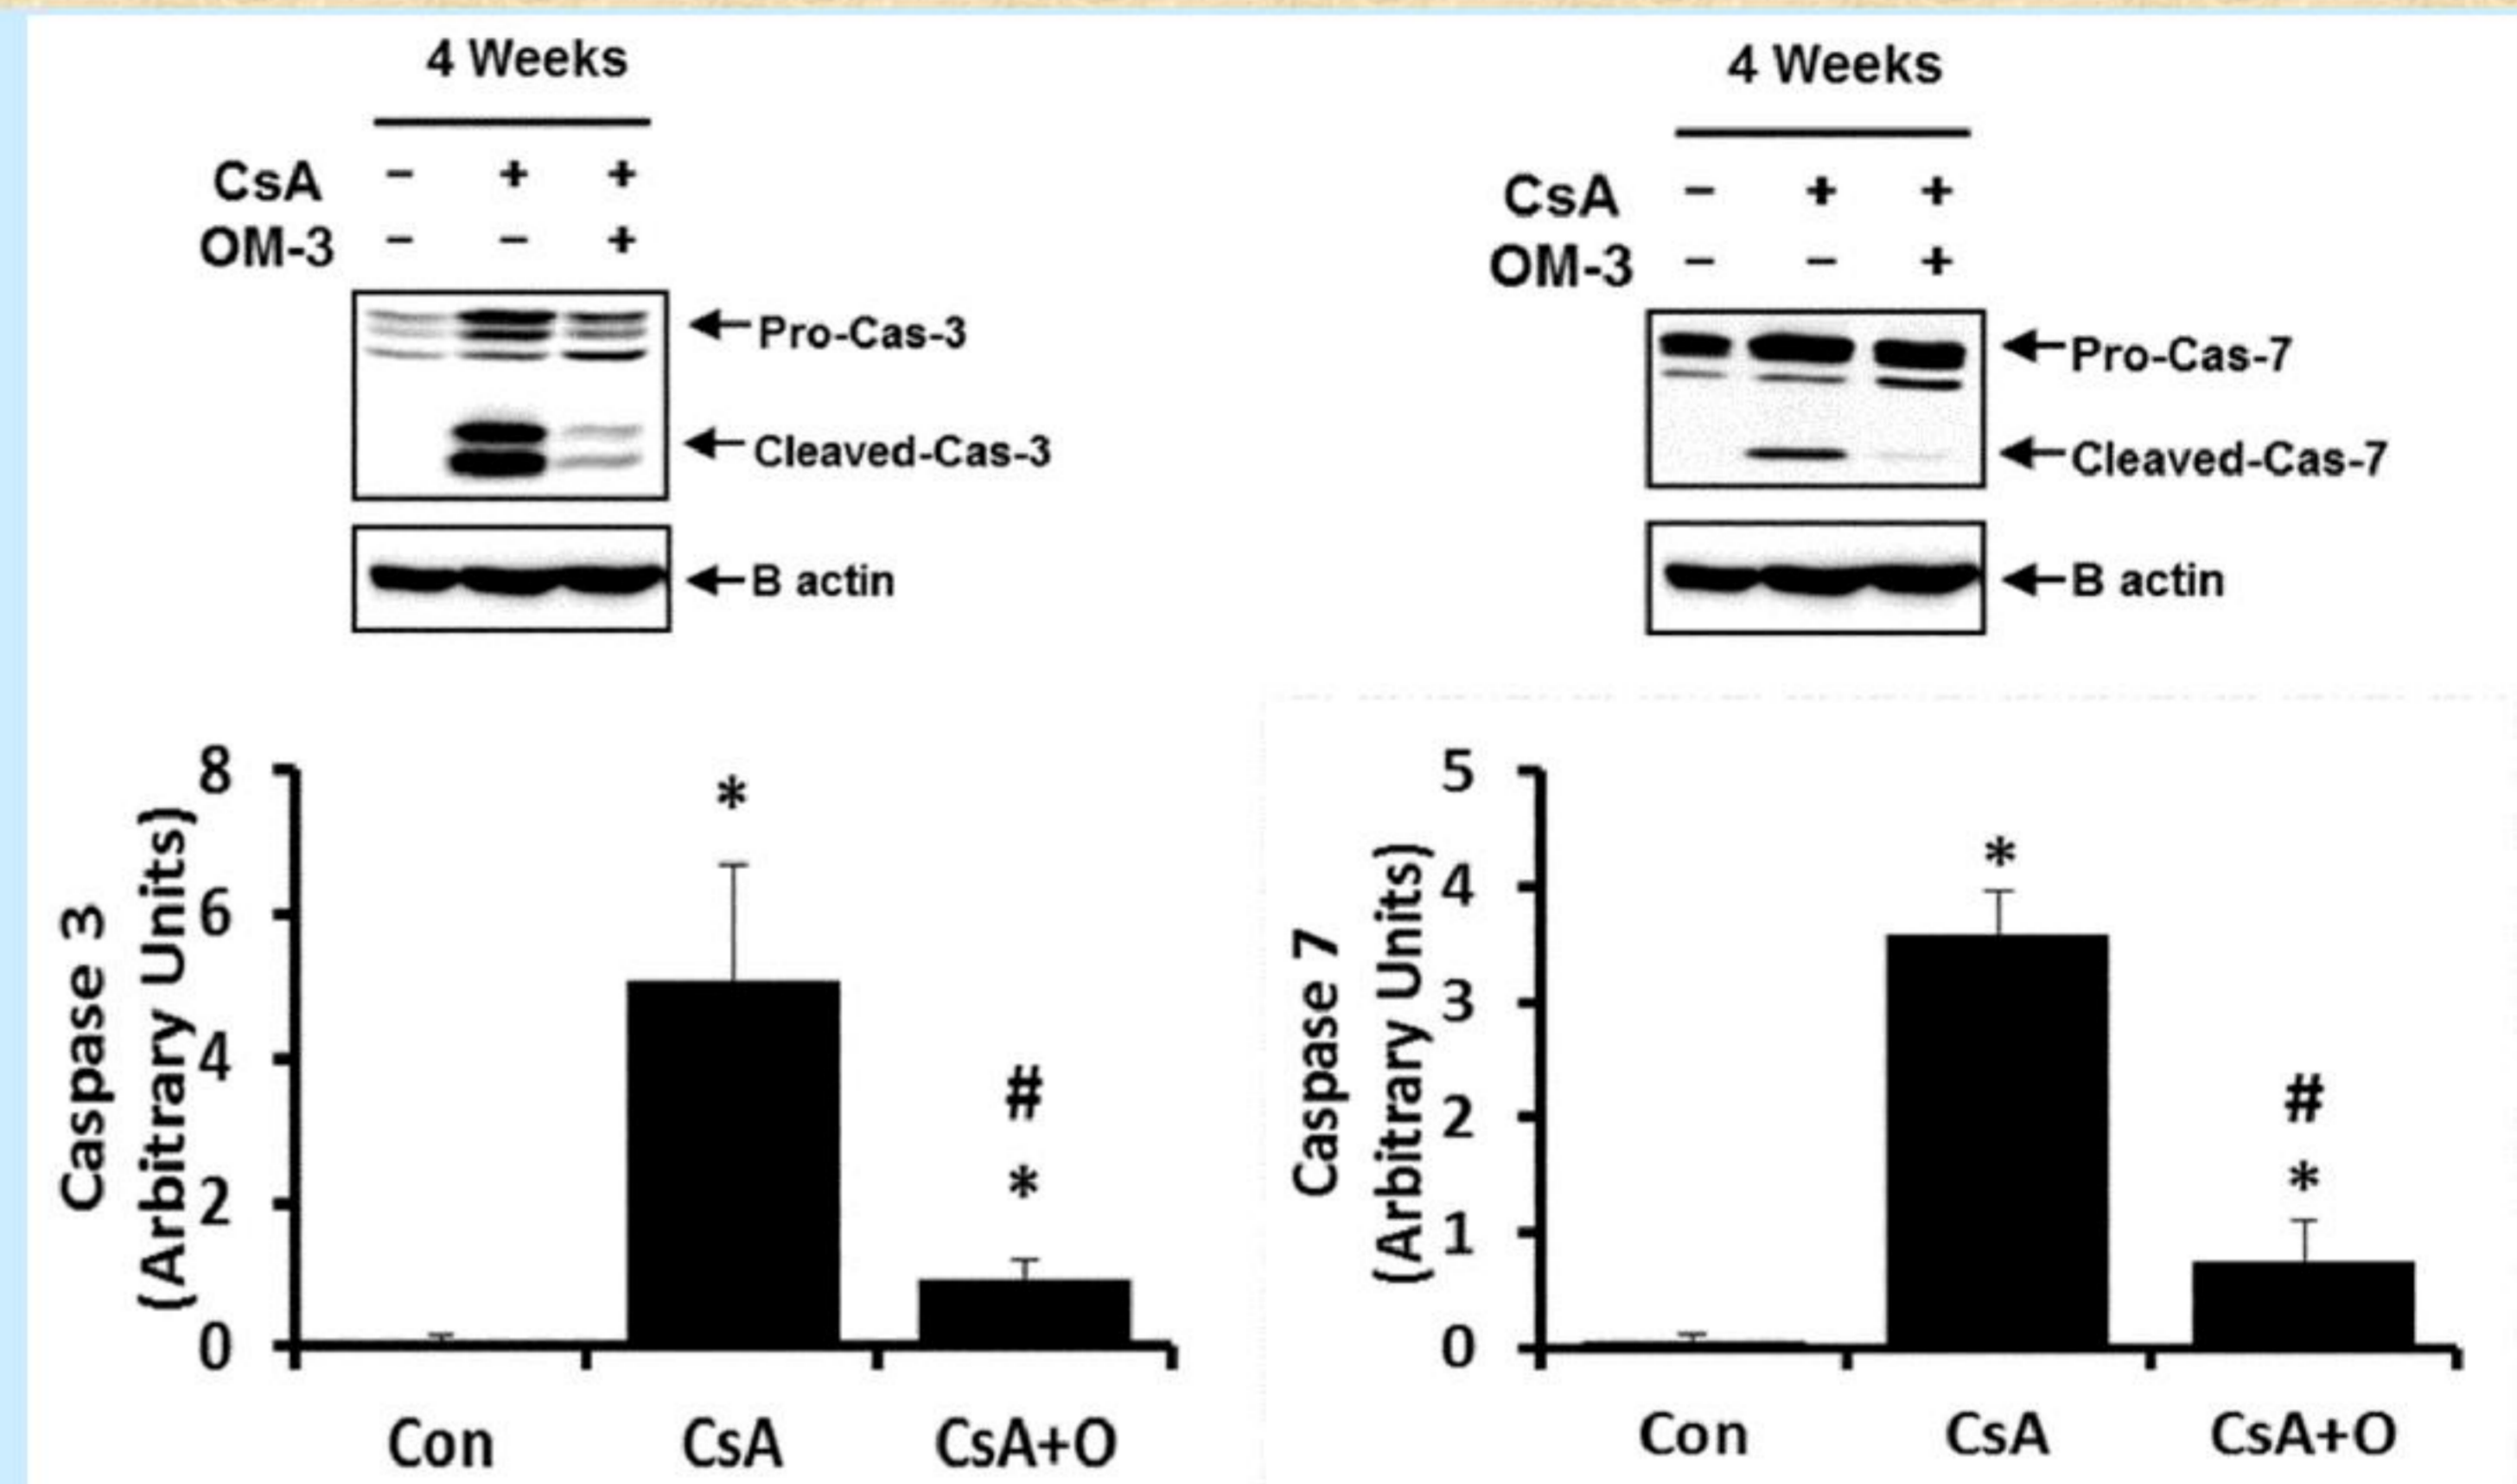 4 Weeks
CsA − + +
OM-3 − − +
Pro-Cas-3
Cleaved-Cas-3
B actin
4 Weeks
CsA − + +
OM-3 − − +
Pro-Cas-7
Cleaved-Cas-7
B actin
Caspase 3
(Arbitrary Units)
8
6
4
2
0
*
#
*
Con CsA CsA+O
Caspase 7
(Arbitrary Units)
5
4
3
2
1
0
*
#
*
Con CsA CsA+O